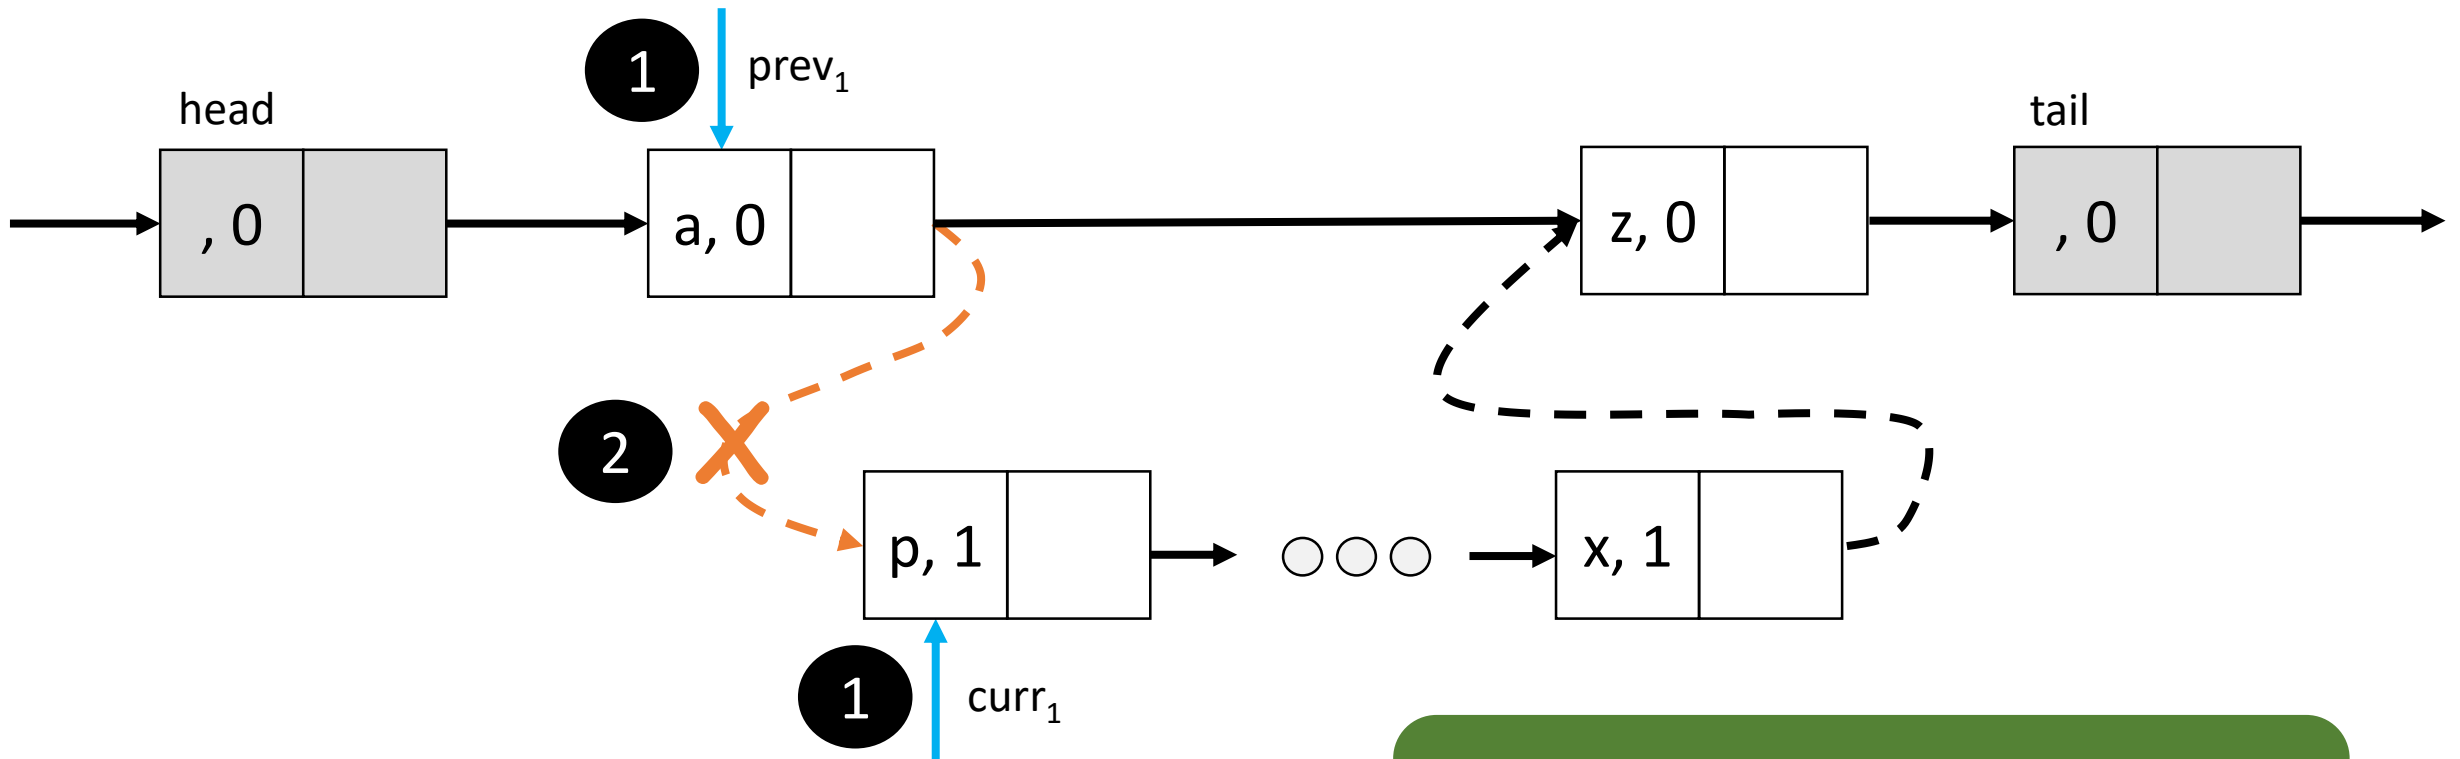 1
prev₁
head
tail
, 0
a, 0
z, 0
, 0
2
p, 1
x, 1
1
curr₁